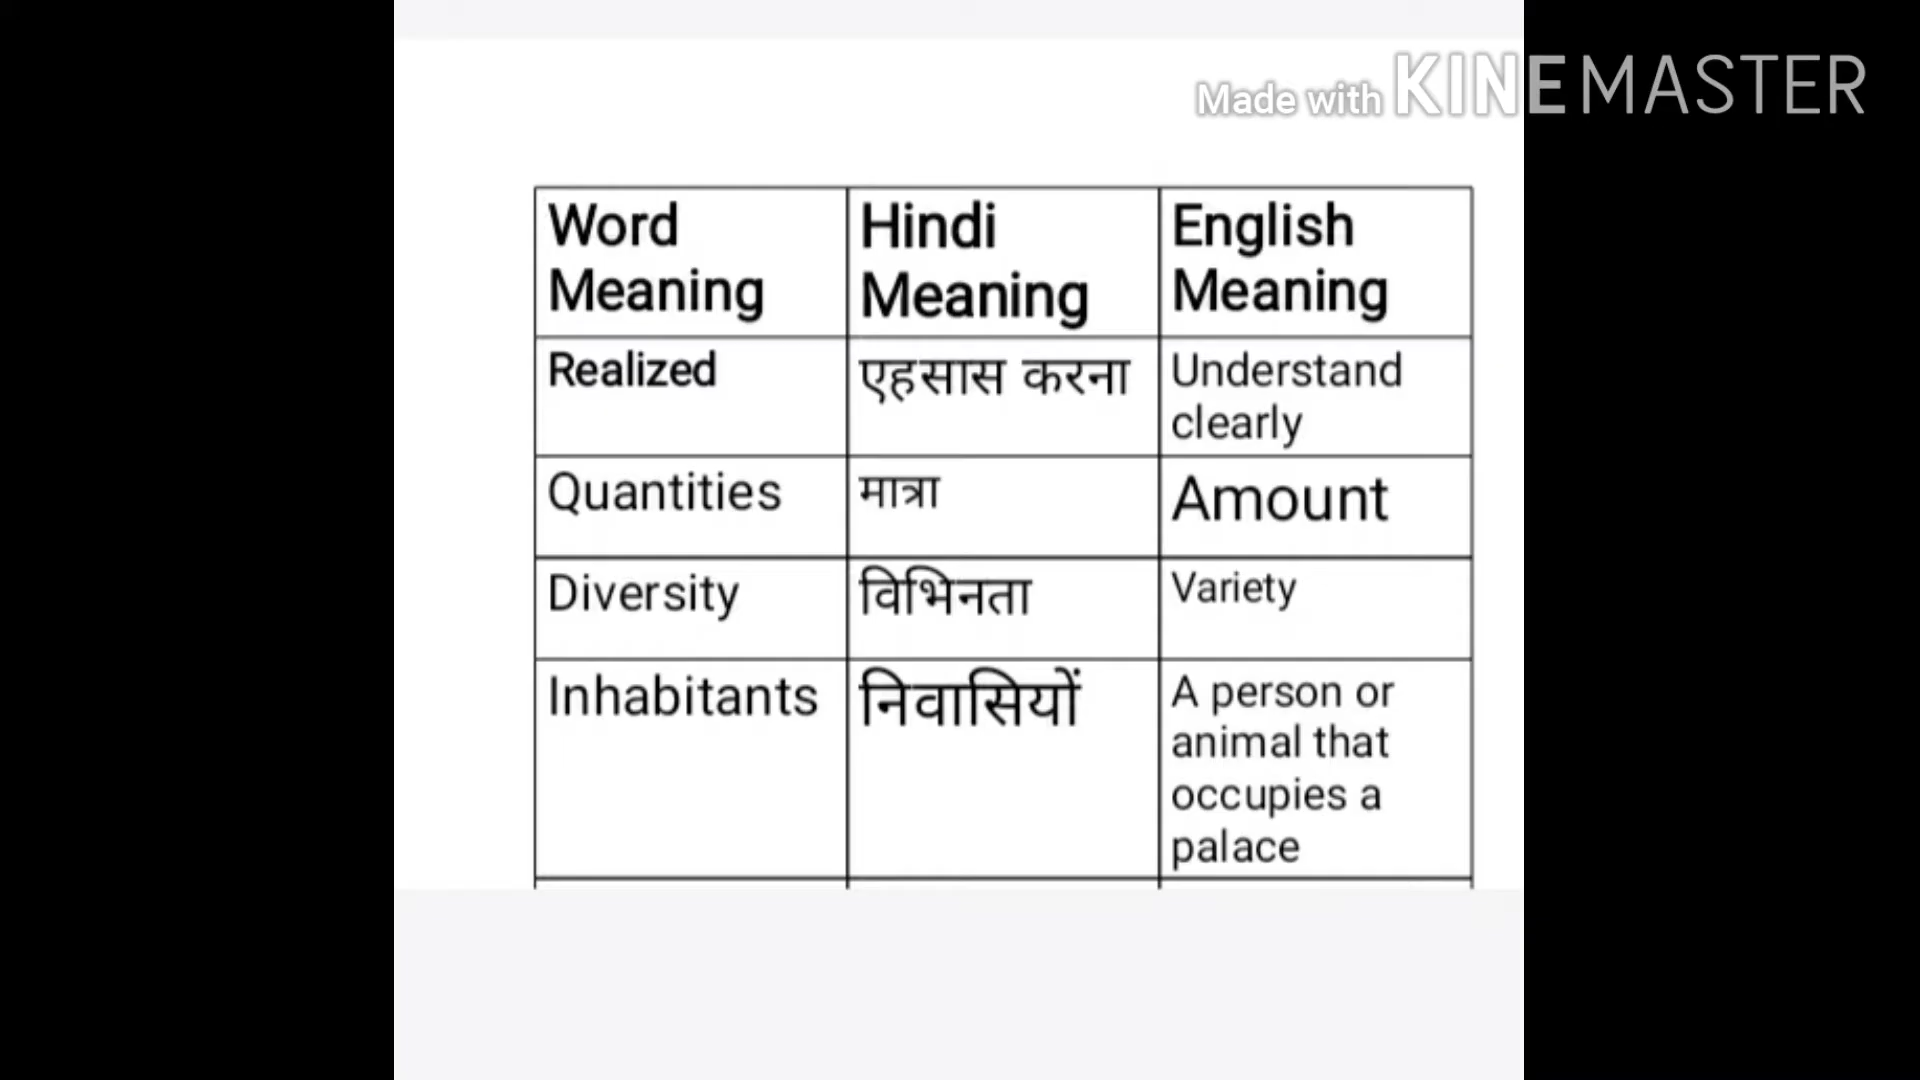 Made with KINEMASTER
Word Hindi English
Meaning Meaning Meaning
Realized एहसास करना Understand
clearly
Quantities मात्रा Amount
Diversity विभिनता Variety
Inhabitants निवासियों A person or
animal that
occupies a
palace